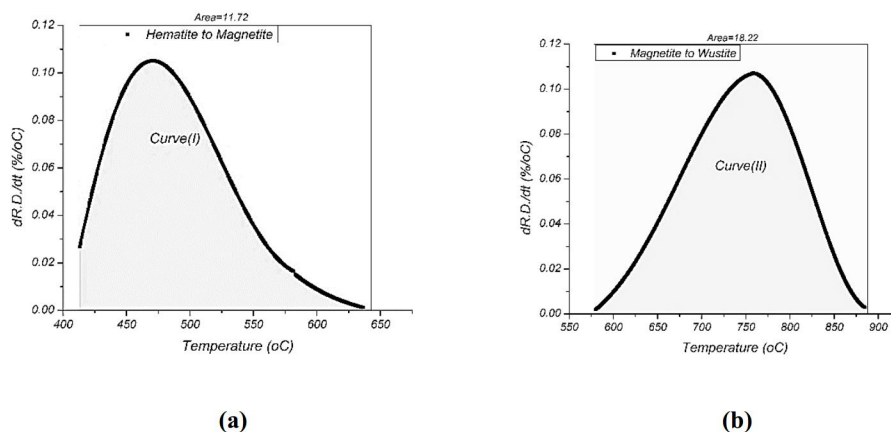 Area=11.72
0.12
Hematite to Magnetite
0.10
0.08
Curve(I)
0.06
0.04
0.02
0.00
dR.D./dt (%/oC)
400 450 500 550 600 650
Temperature (oC)
(a)
Area=18.22
0.12
Magnetite to Wustite
0.10
0.08
Curve(II)
0.06
0.04
0.02
0.00
dR.D./dt (%/oC)
550 600 650 700 750 800 850 900
Temperature (oC)
(b)